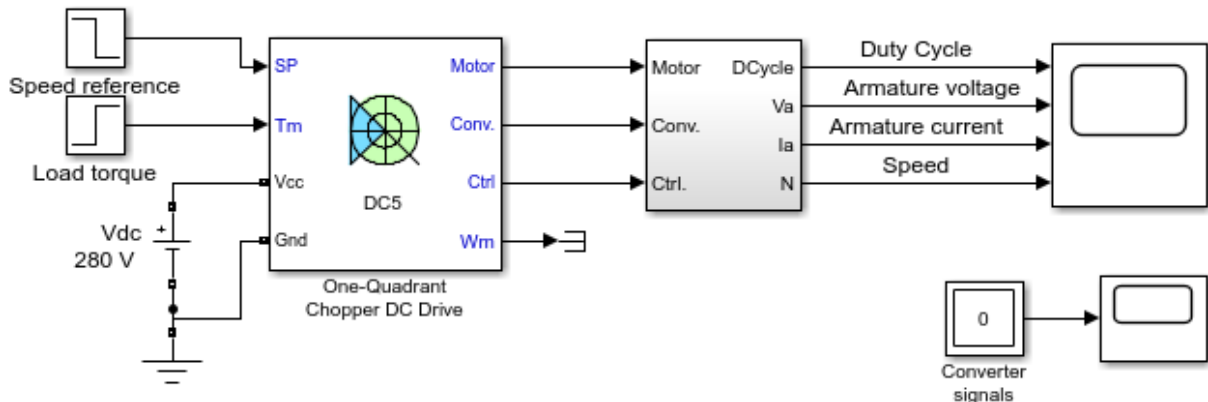 Speed reference
Load torque
Vdc
+
280 V
SP
Tm
Vcc
Gnd
DC5
Motor
Conv.
Ctrl
Wm
One-Quadrant
Chopper DC Drive
Motor
Conv.
Ctrl.
DCycle
Va
Ia
N
Duty Cycle
Armature voltage
Armature current
Speed
0
Converter
signals